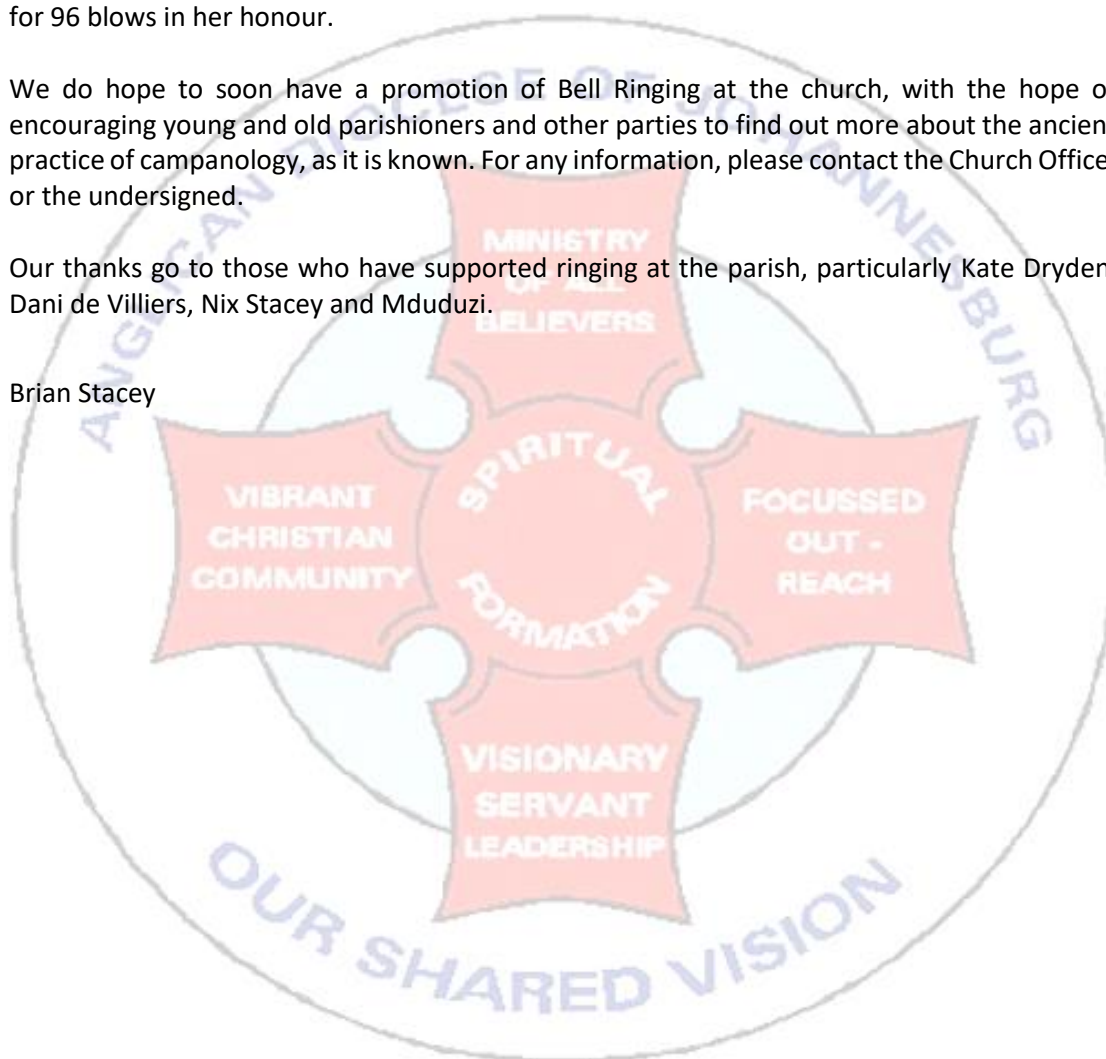 for 96 blows in her honour.
We do hope to soon have a promotion of Bell Ringing at the church, with the hope o
encouraging young and old parishioners and other parties to find out more about the ancien
practice of campanology, as it is known. For any information, please contact the Church Office
or the undersigned.
Our thanks go to those who have supported ringing at the parish, particularly Kate Dryden
Dani de Villiers, Nix Stacey and Mduduzi.
Brian Stacey
ANGLICAN DIOCESE OF JOHANNESBURG
MINISTRY
OF ALL
BELIEVERS
VIBRANT
CHRISTIAN
COMMUNITY
SPIRITUAL
FORMATION
FOCUSSED
OUT -
REACH
VISIONARY
SERVANT
LEADERSHIP
OUR SHARED VISION